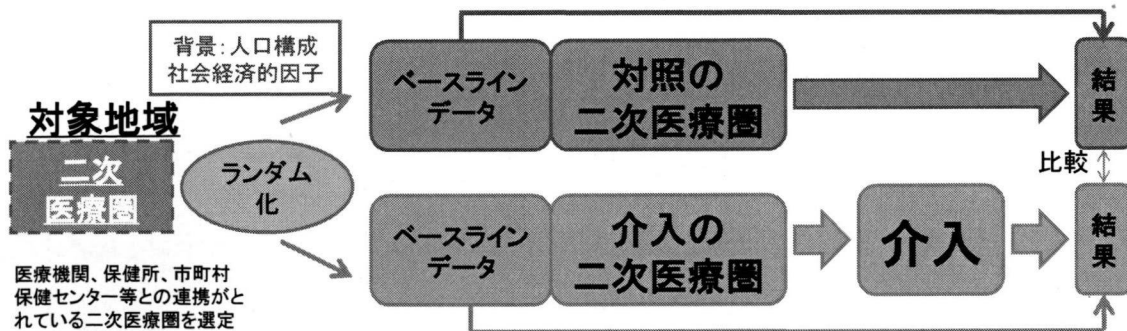 背景：人口構成
社会経済的因子
対象地域
二次
医療圏
ランダム
化
医療機関、保健所、市町村
保健センター等との連携がと
れている二次医療圏を選定
ベースライン
データ
対照の
二次医療圏
結
果
比較
ベースライン
データ
介入の
二次医療圏
介入
結
果